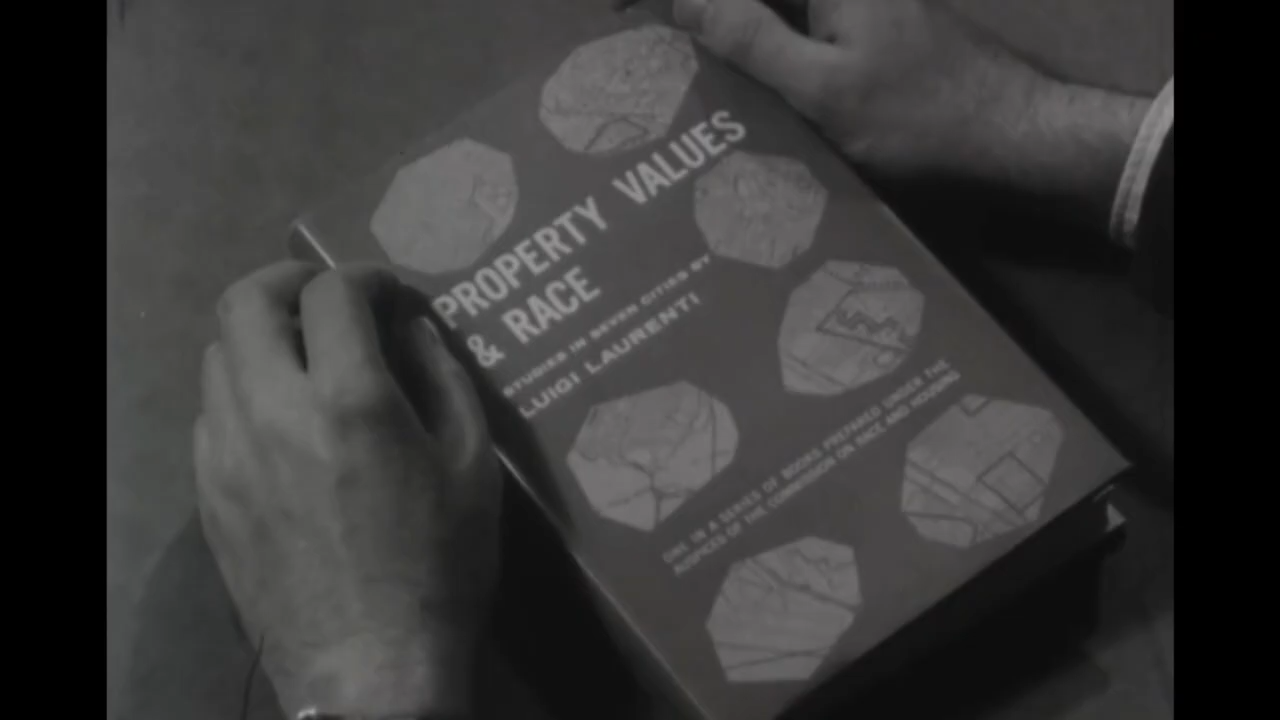 PROPERTY VALUES
& RACE
STUDIES IN SEVEN CITIES BY
LUIGI LAURENTI
ONE IN A SERIES OF BOOKS PREPARED UNDER THE
AUSPICES OF THE COMMISSION ON RACE AND HOUSING